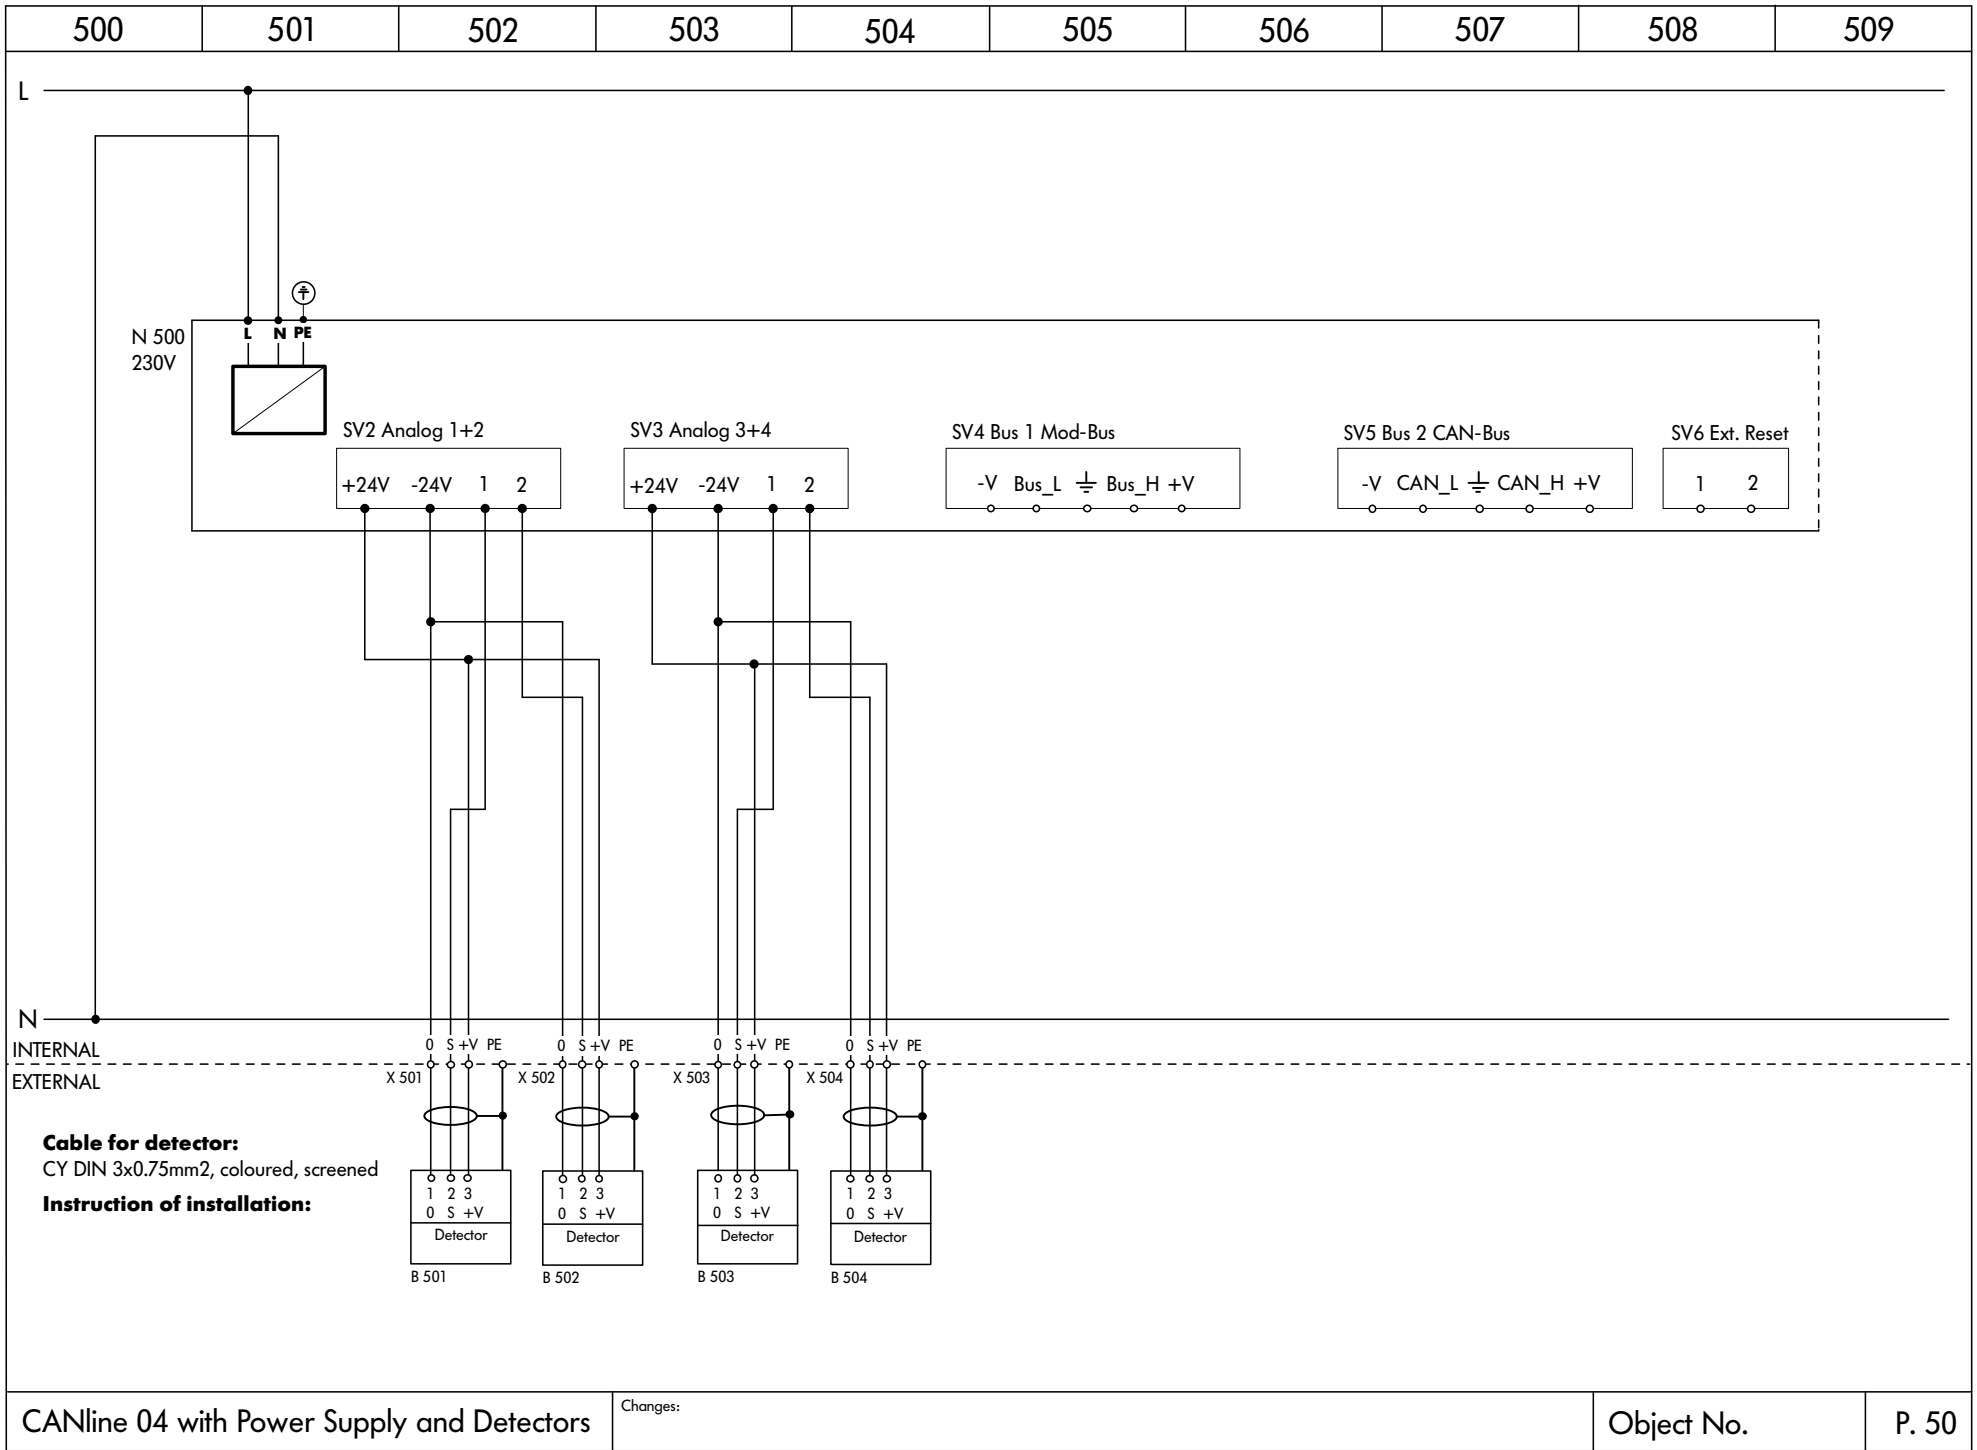 500 501 502 503 504 505 506 507 508 509
L
L N PE
N 500
230V
SV2 Analog 1+2 SV3 Analog 3+4 SV4 Bus 1 Mod-Bus SV5 Bus 2 CAN-Bus SV6 Ext. Reset
+24V -24V 1 2 +24V -24V 1 2 -V Bus_L Bus_H +V -V CAN_L CAN_H +V 1 2
N
INTERNAL 0 S +V PE 0 S +V PE 0 S +V PE 0 S +V PE
EXTERNAL X 501 X 502 X 503 X 504
Cable for detector:
CY DIN 3x0.75mm2, coloured, screened
Instruction of installation:
1 2 3 1 2 3 1 2 3 1 2 3
0 S +V 0 S +V 0 S +V 0 S +V
Detector Detector Detector Detector
B 501 B 502 B 503 B 504
CANline 04 with Power Supply and Detectors Changes: Object No. P. 50